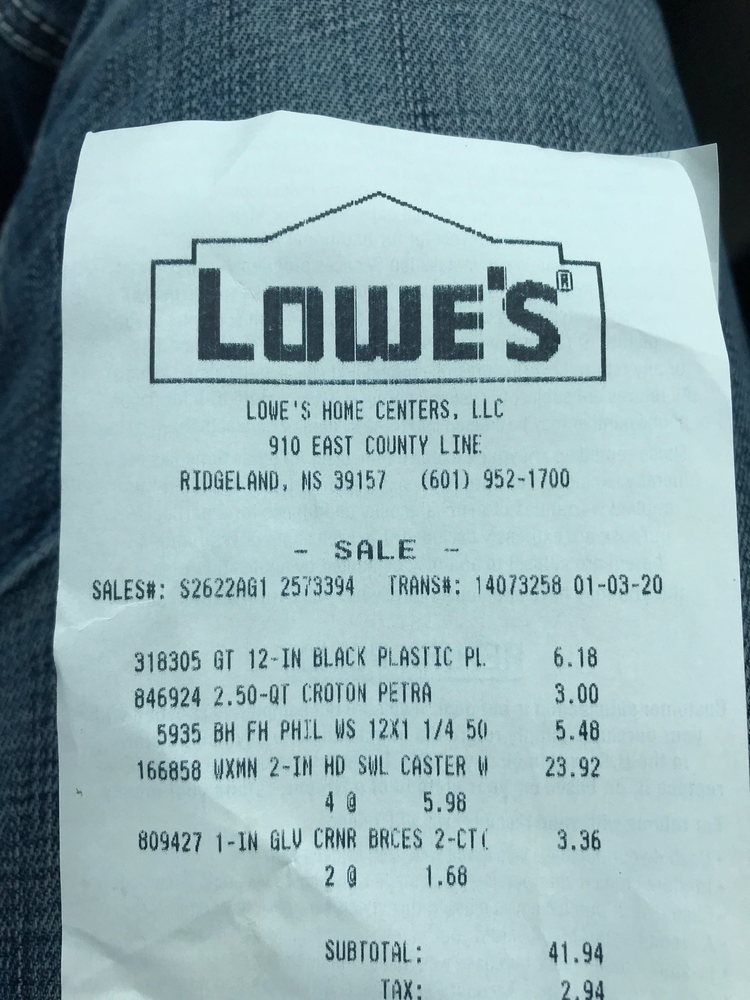 LOWE'S®
LOWE'S HOME CENTERS, LLC
910 EAST COUNTY LINE
RIDGELAND, MS 39157 (601) 952-1700
- SALE -
SALES#: S2622AG1 2573394 TRANS#: 14073258 01-03-20
318305 GT 12-IN BLACK PLASTIC PL 6.18
846924 2.50-QT CROTON PETRA 3.00
5935 BH FH PHIL WS 12X1 1/4 50 5.48
166858 WXMN 2-IN HD SWL CASTER W 23.92
4 @ 5.98
809427 1-IN GLV CRNR BRCES 2-CT( 3.36
2 @ 1.68
SUBTOTAL: 41.94
TAX: 2.94